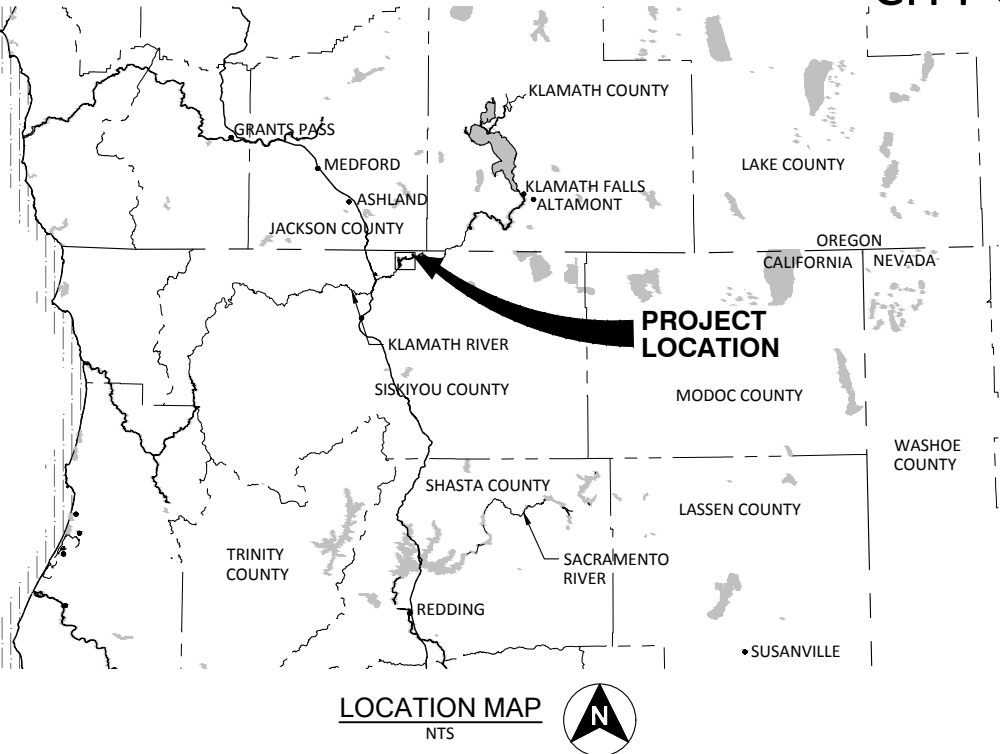 KLAMATH COUNTY
GRANTS PASS
MEDFORD
LAKE COUNTY
KLAMATH FALLS
ASHLAND
ALTAMONT
JACKSON COUNTY
OREGON
CALIFORNIA
NEVADA
PROJECT
LOCATION
KLAMATH RIVER
SISKIYOU COUNTY
MODOC COUNTY
WASHOE
COUNTY
SHASTA COUNTY
LASSEN COUNTY
TRINITY
COUNTY
SACRAMENTO
RIVER
REDDING
SUSANVILLE
LOCATION MAP
NTS
N